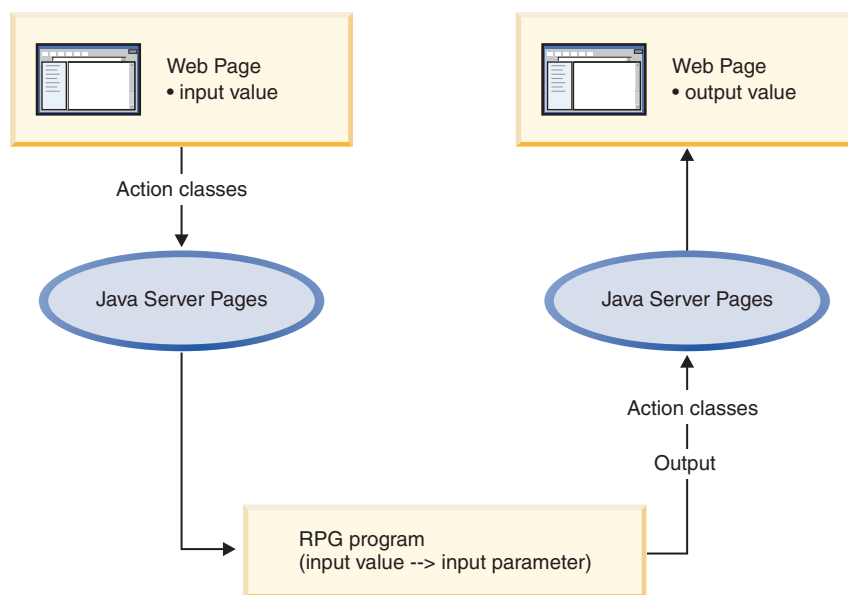 Web Page
• input value
Action classes
Java Server Pages
RPG program
(input value --> input parameter)
Output
Action classes
Java Server Pages
Web Page
• output value